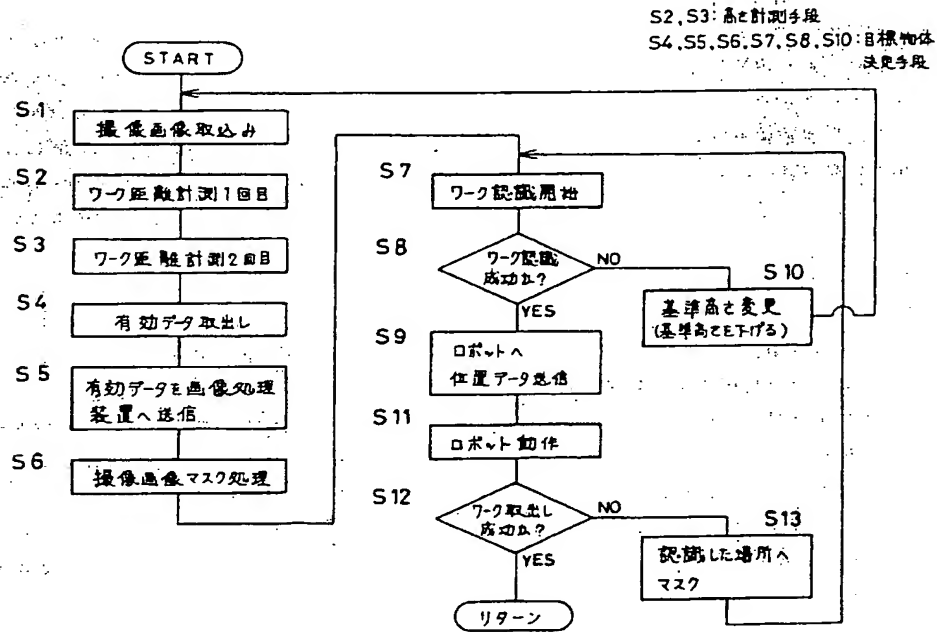 S2,S3:高さ計測手段
S4,S5,S6,S7,S8,S10:目標物体
決定手段
START
S1
撮像画像取込み
S2
ワーク距離計測1回目
S3
ワーク距離計測2回目
S4
有効データ取出し
S5
有効データを画像処理
装置へ送信
S6
撮像画像マスク処理
S7
ワーク認識開始
S8
ワーク認識
成功か?
NO
YES
S10
基準高さ変更
(基準高さを下げる)
S9
ロボットへ
位置データ送信
S11
ロボット動作
S12
ワーク取出し
成功か?
NO
YES
S13
認識した場所へ
マスク
リターン